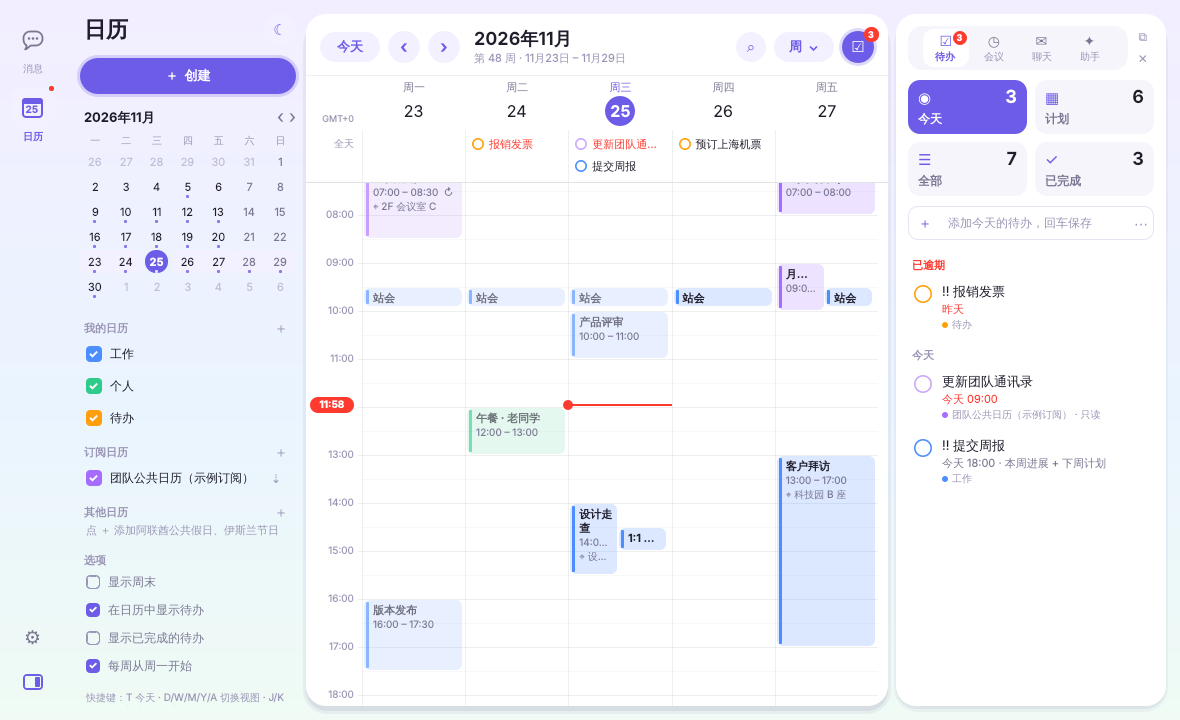 消息
25
日历
日历
+ 创建
2026年11月
一 二 三 四 五 六 日
26 27 28 29 30 31 1
2 3 4 5 6 7 8
9 10 11 12 13 14 15
16 17 18 19 20 21 22
23 24 25 26 27 28 29
30 1 2 3 4 5 6
我的日历 +
工作
个人
待办
订阅日历 +
团队公共日历（示例订阅）
其他日历 +
点 + 添加阿联酋公共假日、伊斯兰节日
选项
显示周末
在日历中显示待办
显示已完成的待办
每周从周一开始
快捷键：T 今天 · D/W/M/Y/A 切换视图 · J/K
今天
2026年11月
第 48 周 · 11月23日 – 11月29日
周
3
周一 周二 周三 周四 周五
GMT+0 23 24 25 26 27
全天
报销票
更新团队通…
预订上海机票
提交周报
07:00 – 08:30
2F 会议室 C
07:00 – 08:00
08:00
09:00
月…
09:0…
站会
站会
站会
站会
站会
10:00
产品评审
10:00 – 11:00
11:00
11:58
午餐 · 老同学
12:00 – 13:00
13:00
客户拜访
13:00 – 17:00
科技园 B 座
14:00
设计走查
14:0…
设…
1:1 …
15:00
16:00
版本发布
16:00 – 17:30
17:00
18:00
3
待办 会议 聊天 助手
3
今天
6
计划
7
全部
3
已完成
+ 添加今天的待办，回车保存 …
已逾期
!! 报销发票
昨天
待办
今天
更新团队通讯录
今天 09:00
团队公共日历（示例订阅） · 只读
!! 提交周报
今天 18:00 · 本周进展 + 下周计划
工作